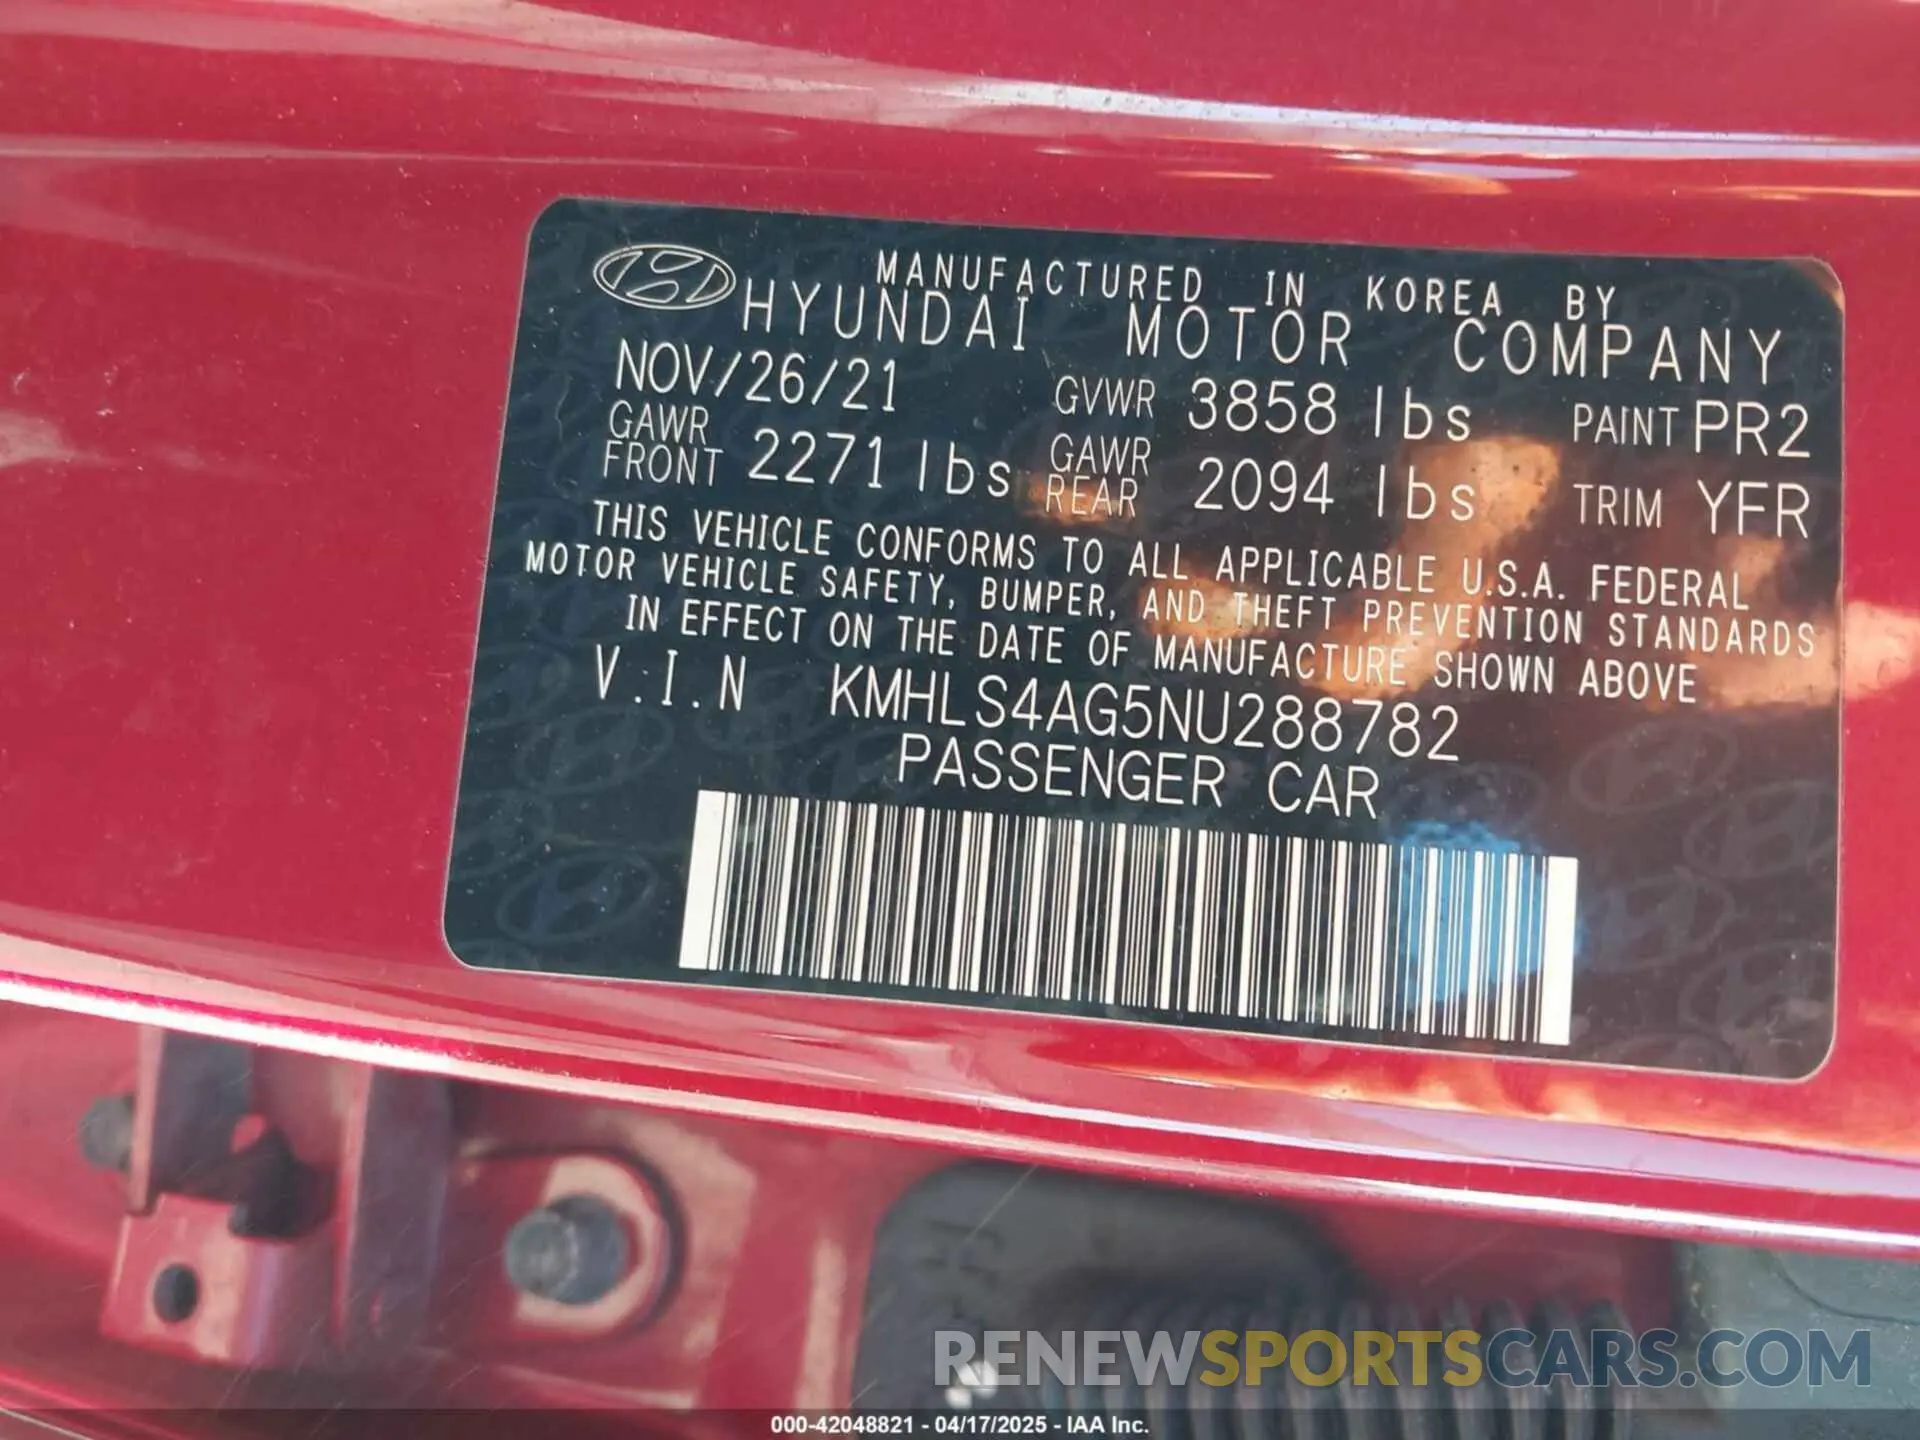 MANUFACTURED IN KOREA BY
HYUNDAI MOTOR COMPANY
NOV/26/21 GVWR 3858 lbs PAINT PR2
GAWR FRONT 2271 lbs GAWR REAR 2094 lbs TRIM YFR
THIS VEHICLE CONFORMS TO ALL APPLICABLE U.S.A. FEDERAL
MOTOR VEHICLE SAFETY, BUMPER, AND THEFT PREVENTION STANDARDS
IN EFFECT ON THE DATE OF MANUFACTURE SHOWN ABOVE
V.I.N KMHLS4AG5NU288782
PASSENGER CAR
RENEWSPORTSCARS.COM
000-42048821 - 04/17/2025 - IAA Inc.